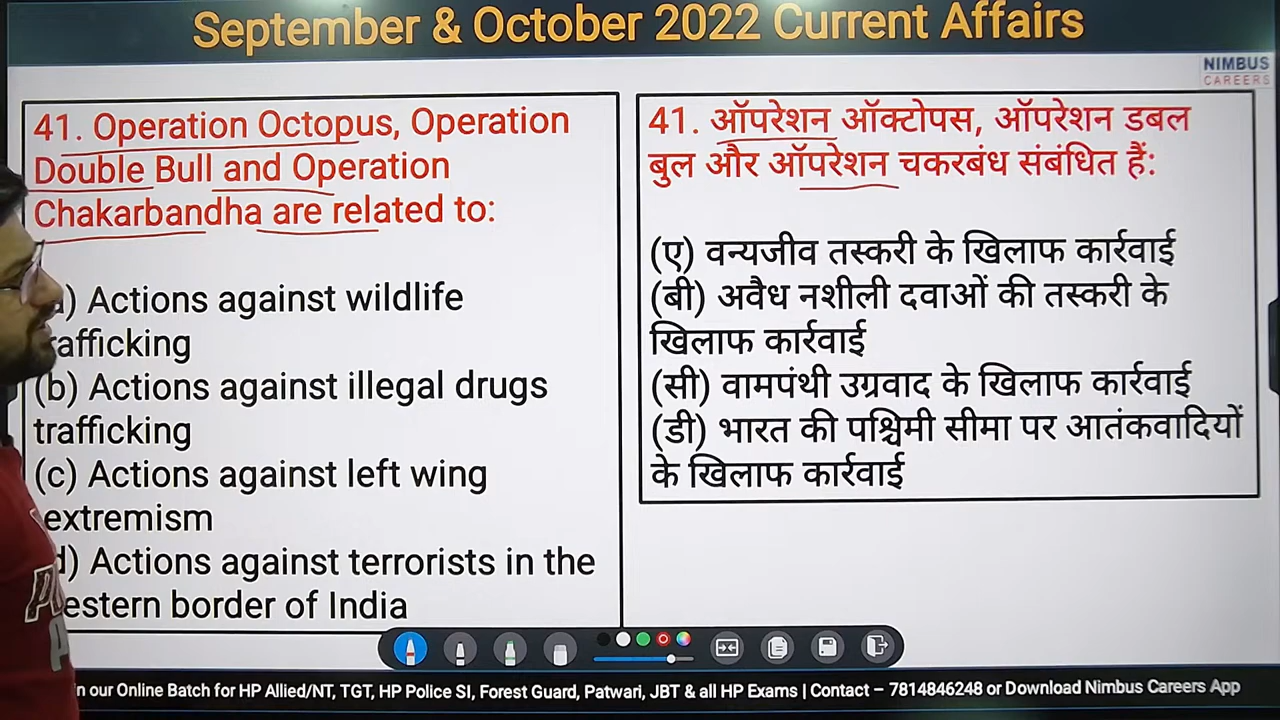 September & October 2022 Current Affairs
NIMBUS
CAREERS
41. Operation Octopus, Operation
Double Bull and Operation
Chakarbandha are related to:
) Actions against wildlife
rafficking
(b) Actions against illegal drugs
trafficking
(c) Actions against left wing
extremism
d) Actions against terrorists in the
estern border of India
41. ऑपरेशन ऑक्टोपस, ऑपरेशन डबल
बुल और ऑपरेशन चकरबंध संबंधित हैं:
(ए) वन्यजीव तस्करी के खिलाफ कार्रवाई
(बी) अवैध नशीली दवाओं की तस्करी के
खिलाफ कार्रवाई
(सी) वामपंथी उग्रवाद के खिलाफ कार्रवाई
(डी) भारत की पश्चिमी सीमा पर आतंकवादियों
के खिलाफ कार्रवाई
in our Online Batch for HP Allied/NT, TGT, HP Police SI, Forest Guard, Patwari, JBT & all HP Exams | Contact – 7814846248 or Download Nimbus Careers App